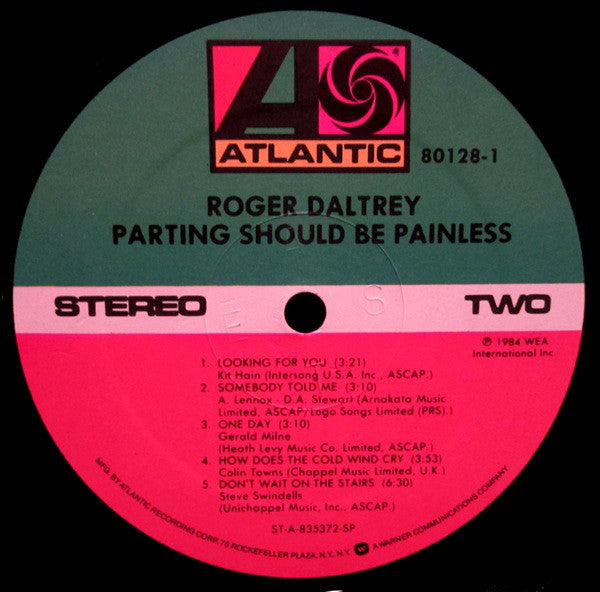 ATLANTIC
®
80128-1
ROGER DALTREY
PARTING SHOULD BE PAINLESS
STEREO
TWO
℗ 1984 WEA
International Inc
1. LOOKING FOR YOU (3:21)
Kit Hain (Intersong U.S.A. Inc., ASCAP.)
2. SOMEBODY TOLD ME (3:10)
A. Lennox - D.A. Stewart (Arnakata Music
Limited, ASCAP/Logo Songs Limited (PRS).)
3. ONE DAY (3:10)
Gerald Milne
(Heath Levy Music Co. Limited, ASCAP.)
4. HOW DOES THE COLD WIND CRY (3:53)
Colin Towns (Chappel Music Limited, U.K.)
5. DON'T WAIT ON THE STAIRS (6:30)
Steve Swindells
(Unichappel Music, Inc., ASCAP.)
ST-A-835372-SP
MFG. BY ATLANTIC RECORDING CORP. 75 ROCKEFELLER PLAZA, N.Y., N.Y. A WARNER COMMUNICATIONS COMPANY.